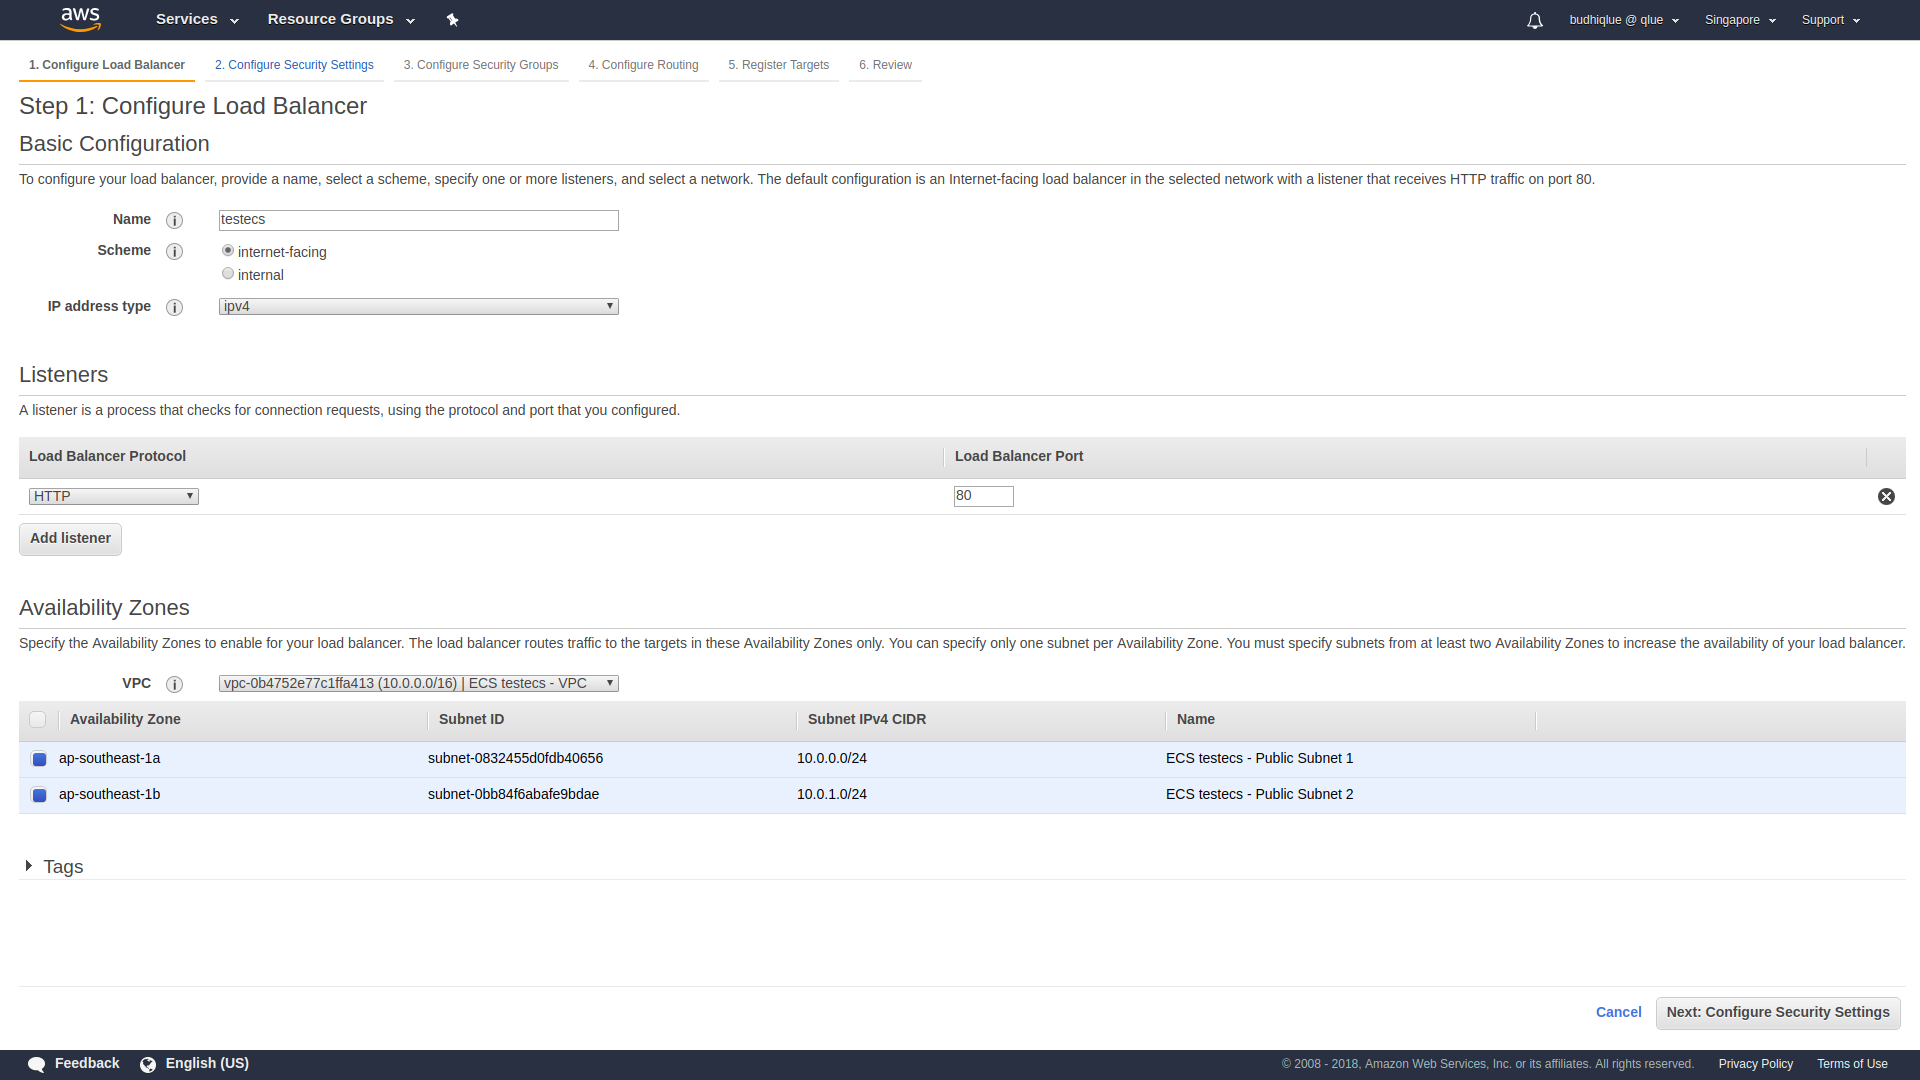 aws Services Resource Groups budhiqlue @ qlue Singapore Support
1. Configure Load Balancer 2. Configure Security Settings 3. Configure Security Groups 4. Configure Routing 5. Register Targets 6. Review
Step 1: Configure Load Balancer
Basic Configuration
To configure your load balancer, provide a name, select a scheme, specify one or more listeners, and select a network. The default configuration is an Internet-facing load balancer in the selected network with a listener that receives HTTP traffic on port 80.
Name i testecs
Scheme i internet-facing
internal
IP address type i ipv4
Listeners
A listener is a process that checks for connection requests, using the protocol and port that you configured.
Load Balancer Protocol Load Balancer Port
HTTP 80
Add listener
Availability Zones
Specify the Availability Zones to enable for your load balancer. The load balancer routes traffic to the targets in these Availability Zones only. You can specify only one subnet per Availability Zone. You must specify subnets from at least two Availability Zones to increase the availability of your load balancer.
VPC i vpc-0b4752e77c1ffa413 (10.0.0.0/16) | ECS testecs - VPC
Availability Zone Subnet ID Subnet IPv4 CIDR Name
ap-southeast-1a subnet-0832455d0fdb40656 10.0.0.0/24 ECS testecs - Public Subnet 1
ap-southeast-1b subnet-0bb84f6abafe9bdae 10.0.1.0/24 ECS testecs - Public Subnet 2
Tags
Cancel Next: Configure Security Settings
Feedback English (US) © 2008 - 2018, Amazon Web Services, Inc. or its affiliates. All rights reserved. Privacy Policy Terms of Use